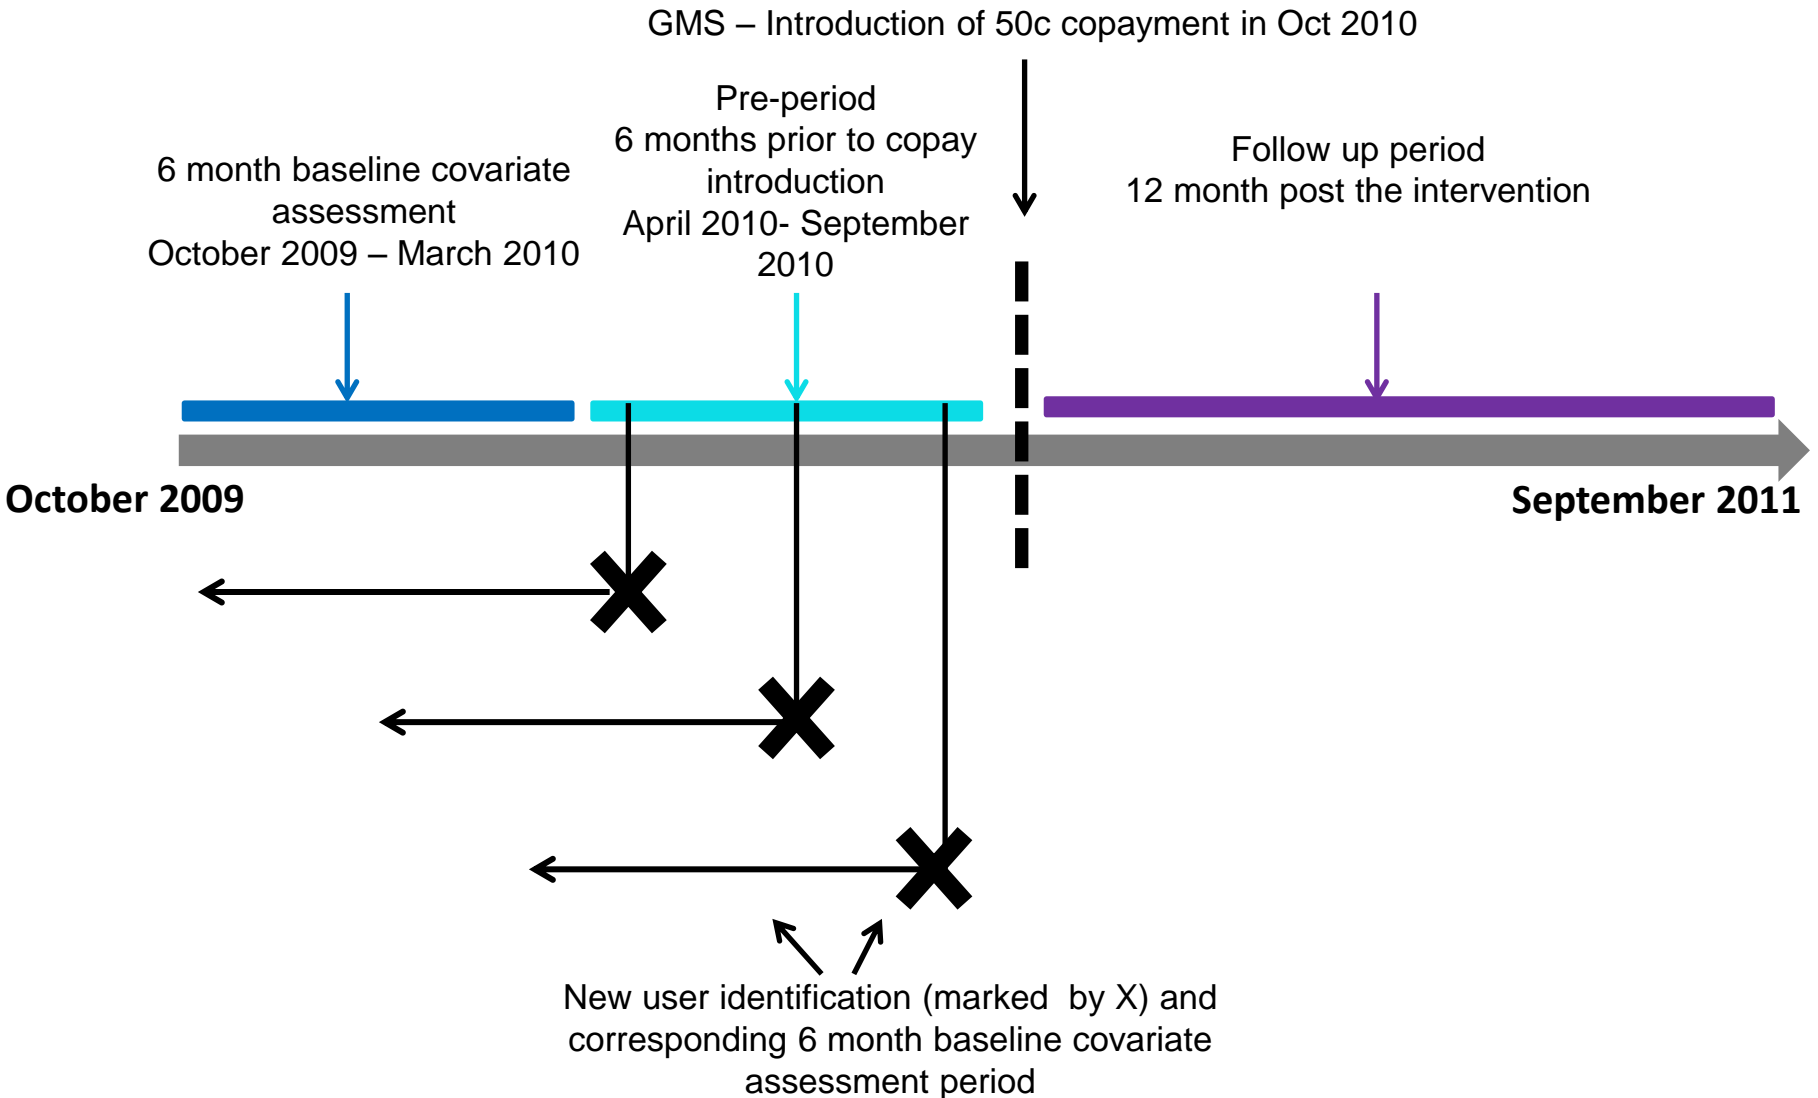 GMS – Introduction of 50c copayment in Oct 2010
6 month baseline covariate
assessment
October 2009 – March 2010
Pre-period
6 months prior to copay
introduction
April 2010- September
2010
Follow up period
12 month post the intervention
October 2009
September 2011
New user identification (marked  by X) and
corresponding 6 month baseline covariate
assessment period